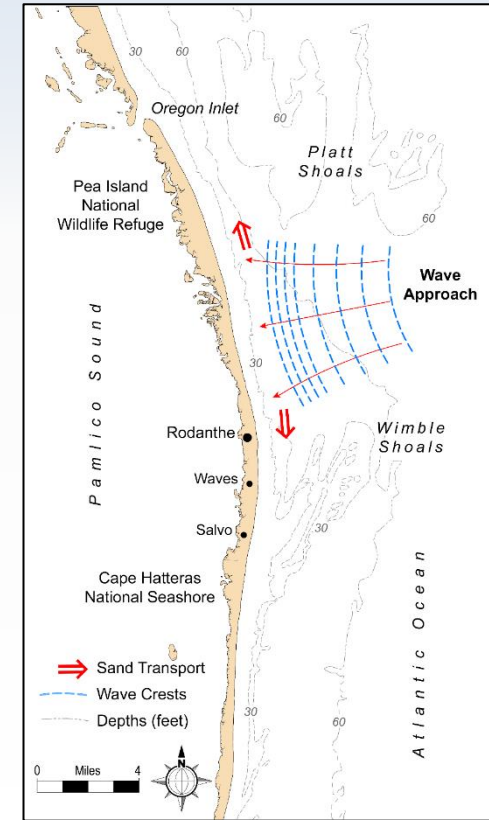 30
60
Oregon Inlet
60
Platt
Shoals
Pea Island
National
Wildlife Refuge
60
Wave
Approach
Pamlico Sound
30
Rodanthe
Wimble
Shoals
Waves
30
Salvo
Cape Hatteras
National Seashore
Atlantic Ocean
Sand Transport
Wave Crests
Depths (feet)
30
60
N
0 Miles 4